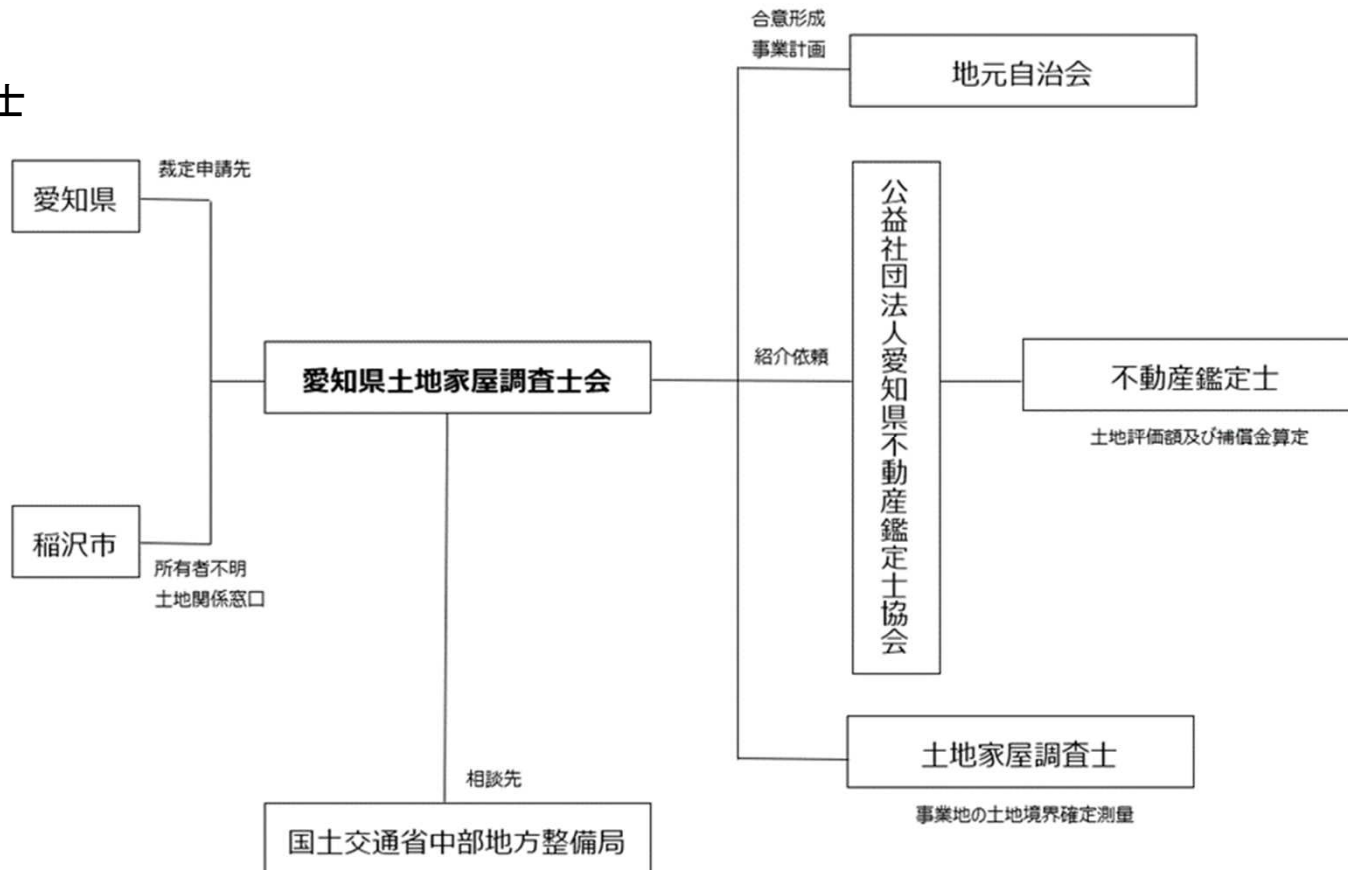 士
合意形成
事業計画
地元自治会
裁定申請先
愛知県
公益社団法人愛知県不動産鑑定士協会
愛知県土地家屋調査士会
紹介依頼
不動産鑑定士
土地評価額及び補償金算定
稲沢市
所有者不明
土地関係窓口
土地家屋調査士
事業地の土地境界確定測量
相談先
国土交通省中部地方整備局